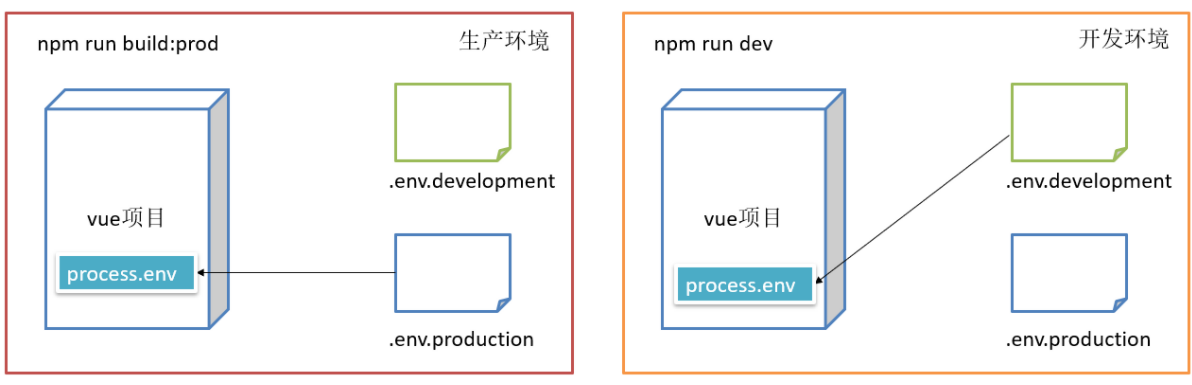 npm run build:prod
生产环境
.env.development
vue项目
process.env
.env.production
npm run dev
开发环境
.env.development
vue项目
process.env
.env.production